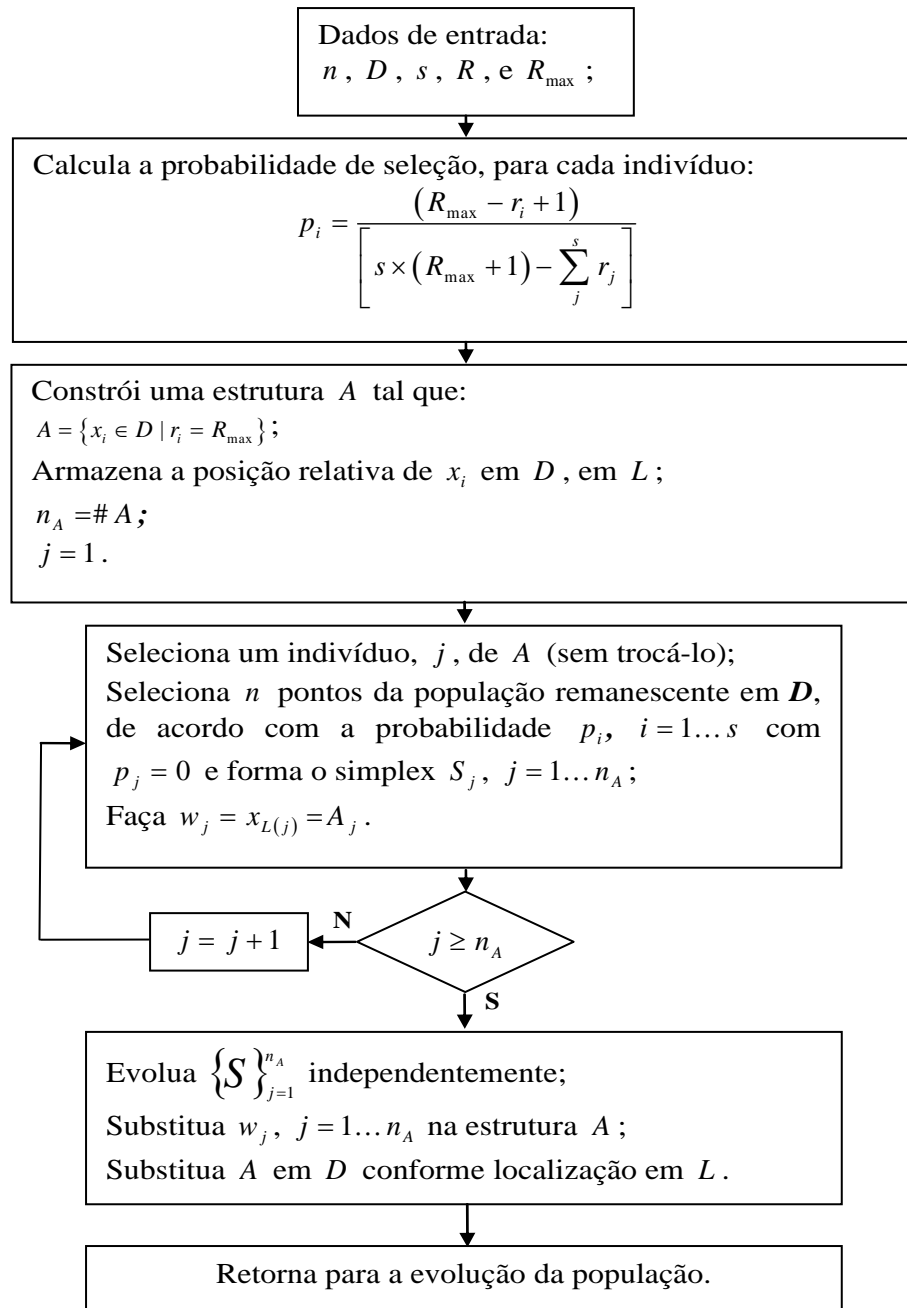 Dados de entrada:
n , D , s , R , e R_max ;
Calcula a probabilidade de seleção, para cada indivíduo:
p_i = (R_max − r_i + 1) / [ s × (R_max + 1) − ∑_j^s r_j ]
Constrói uma estrutura A tal que:
A = {x_i ∈ D | r_i = R_max} ;
Armazena a posição relativa de x_i em D , em L ;
n_A = # A ;
j = 1 .
Seleciona um indivíduo, j , de A (sem trocá-lo);
Seleciona n pontos da população remanescente em D,
de acordo com a probabilidade p_i, i = 1… s com
p_j = 0 e forma o simplex S_j , j = 1… n_A ;
Faça w_j = x_L(j) = A_j .
N
j = j + 1
j ≥ n_A
S
Evolua {S}_{j=1}^{n_A} independentemente;
Substitua w_j , j = 1… n_A na estrutura A ;
Substitua A em D conforme localização em L .
Retorna para a evolução da população.